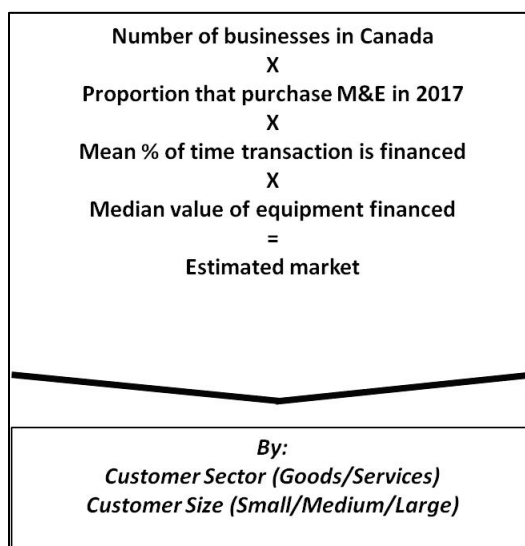 Number of businesses in Canada
X
Proportion that purchase M&E in 2017
X
Mean % of time transaction is financed
X
Median value of equipment financed
=
Estimated market
By:
Customer Sector (Goods/Services)
Customer Size (Small/Medium/Large)